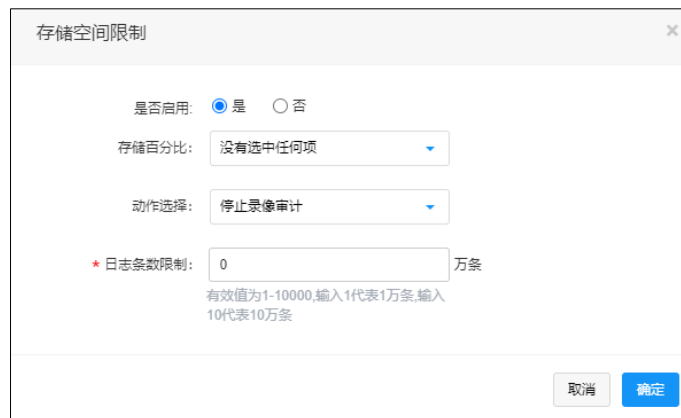 存储空间限制
是否启用: 是 否
存储百分比: 没有选中任何项
动作选择: 停止录像审计
* 日志条数限制: 0 万条
有效值为1-10000,输入1代表1万条,输入
10代表10万条
取消 确定